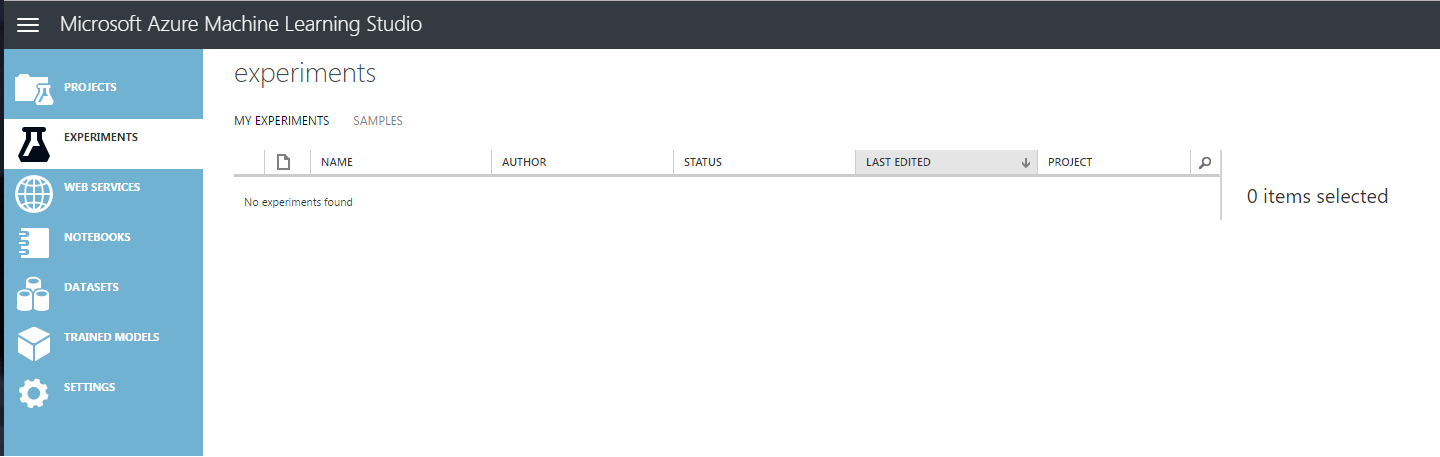 Microsoft Azure Machine Learning Studio
PROJECTS
EXPERIMENTS
WEB SERVICES
NOTEBOOKS
DATASETS
TRAINED MODELS
SETTINGS
experiments
MY EXPERIMENTS SAMPLES
NAME AUTHOR STATUS LAST EDITED PROJECT
No experiments found
0 items selected